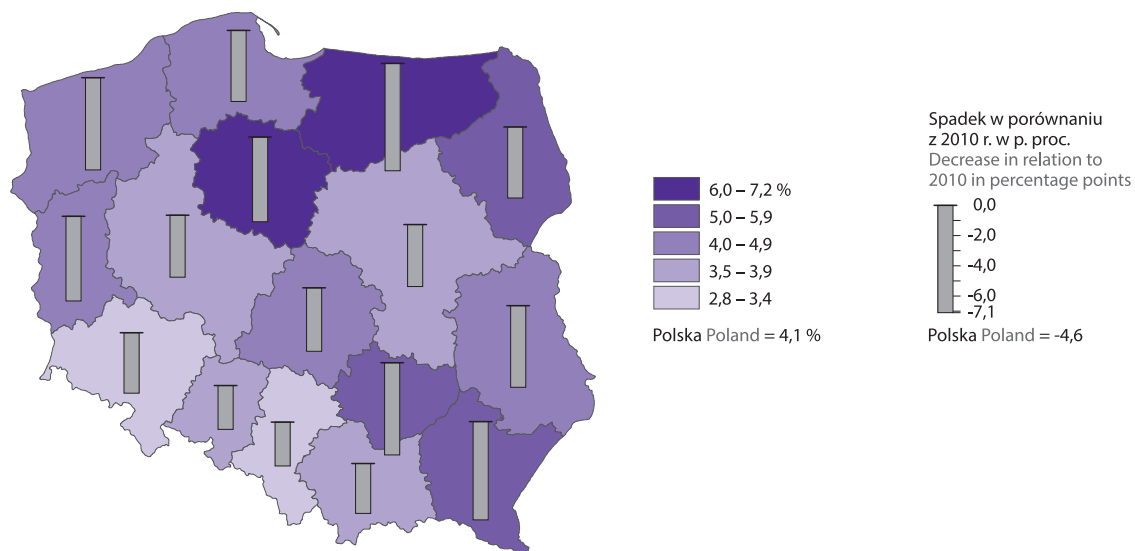 6,0 – 7,2 %
5,0 – 5,9
4,0 – 4,9
3,5 – 3,9
2,8 – 3,4
Polska Poland = 4,1 %
Spadek w porównaniu
z 2010 r. w p. proc.
Decrease in relation to
2010 in percentage points
0,0
-2,0
-4,0
-6,0
-7,1
Polska Poland = -4,6